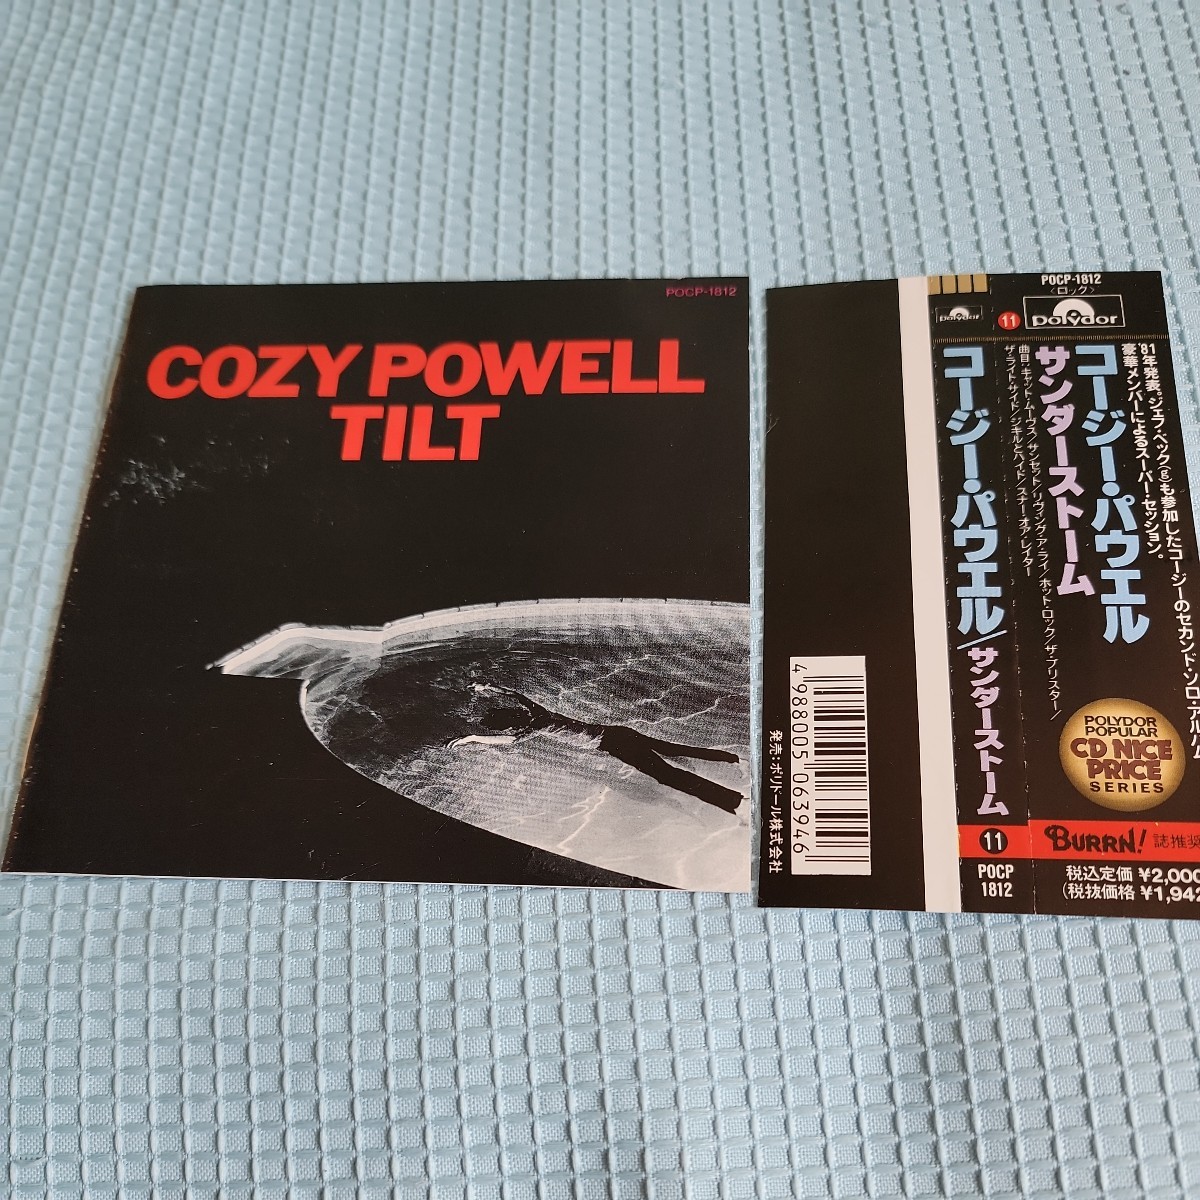 POCP-1812
COZY POWELL
TILT
4988005063946
発売:ポリドール株式会社
Polydor
コージー・パウエル/サンダーストーム
11
POCP
1812
POCP-1812
〈ロック〉
11
Polydor
'81年発表。ジェフ・ベック(g)も参加したコージーのセカンド・ソロ・アルバム
豪華メンバーによるスーパー・セッション。
コージー・パウエル
サンダーストーム
曲目:キャット・ムーヴス/サンセット/リヴィング・ア・ライ/ホット・ロック/ザ・ブリスター/
ザ・ライト・サイド/ジキルとハイド/スナー・オア・レイター
POLYDOR
POPULAR
CD NICE
PRICE
SERIES
BURRN! 誌推奨
税込定価 ¥2,000
(税抜価格 ¥1,942